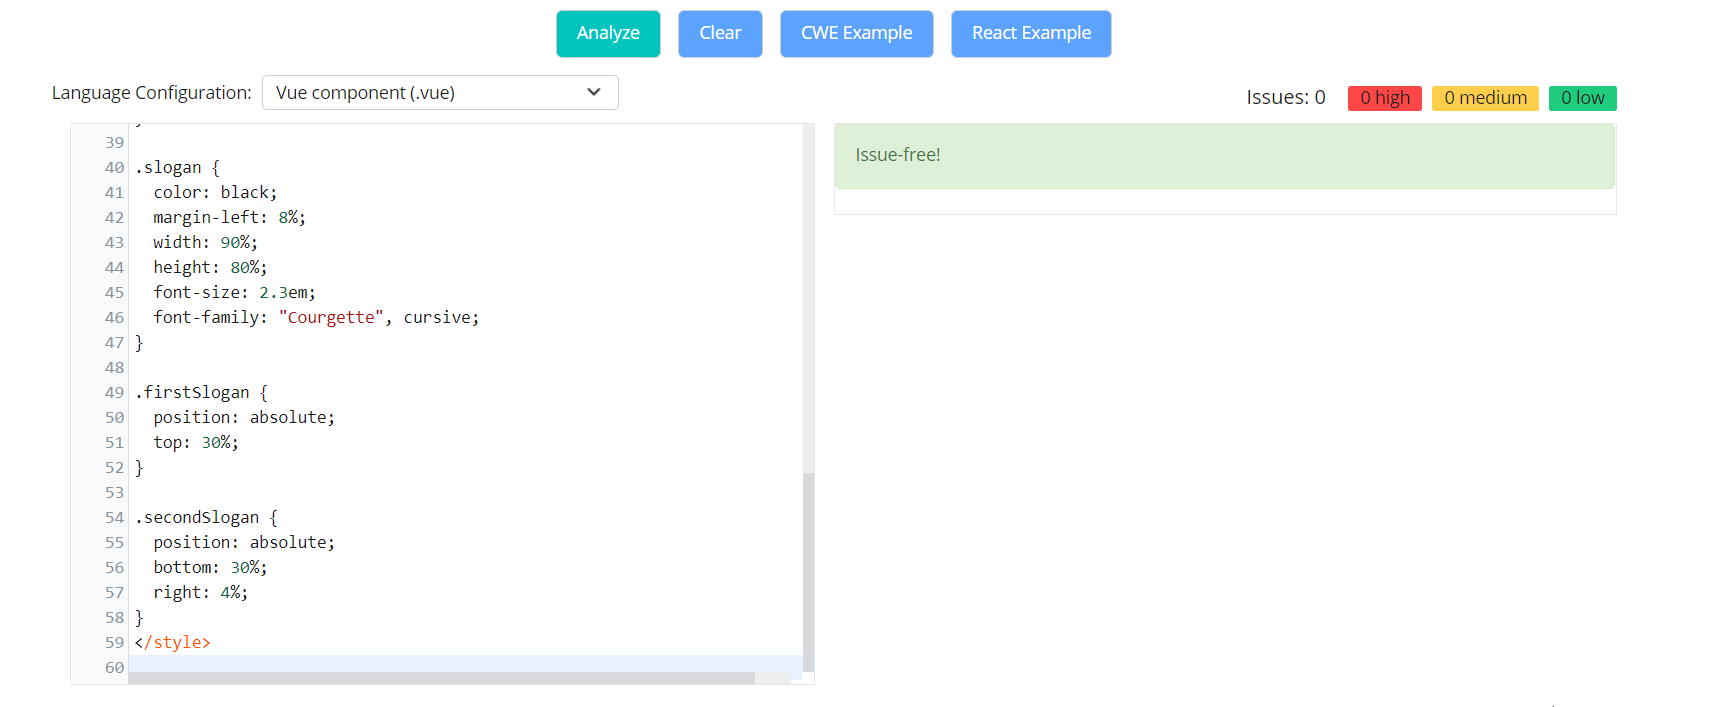 Analyze Clear CWE Example React Example
Language Configuration: Vue component (.vue)
Issues: 0 0 high 0 medium 0 low
39
40 .slogan {
41   color: black;
42   margin-left: 8%;
43   width: 90%;
44   height: 80%;
45   font-size: 2.3em;
46   font-family: "Courgette", cursive;
47 }
48
49 .firstSlogan {
50   position: absolute;
51   top: 30%;
52 }
53
54 .secondSlogan {
55   position: absolute;
56   bottom: 30%;
57   right: 4%;
58 }
59 </style>
60
Issue-free!